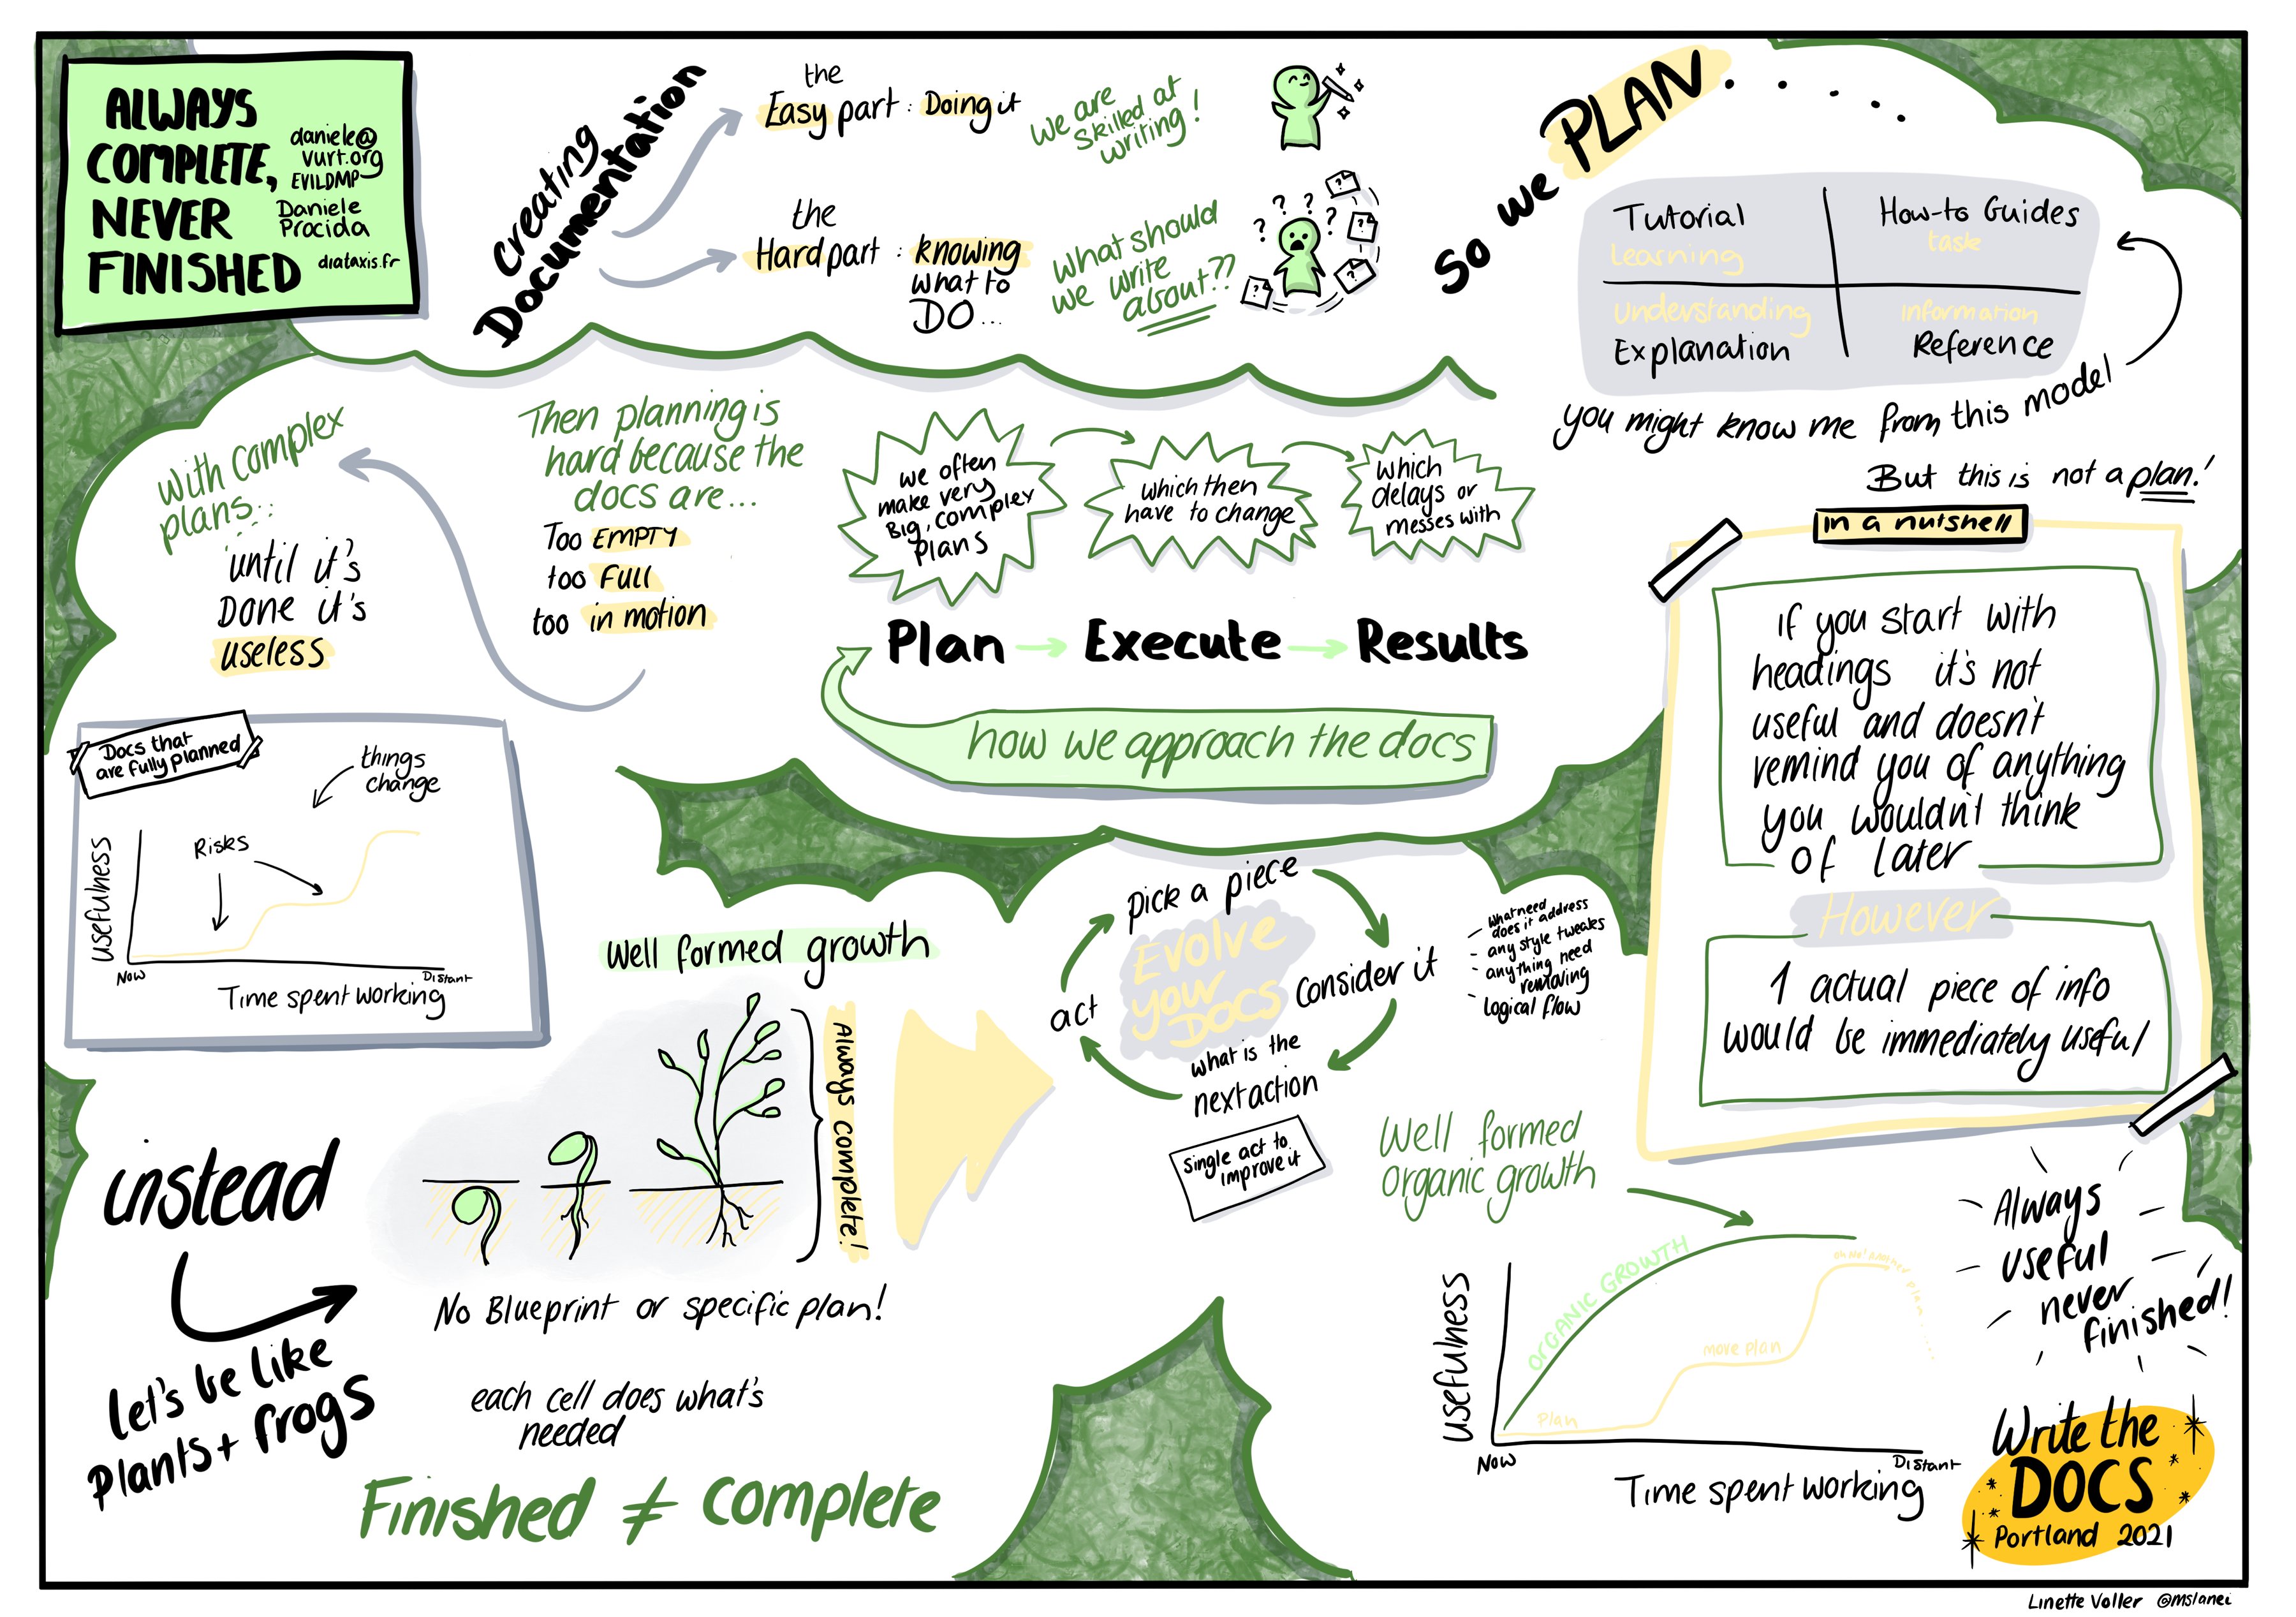 ALWAYS
COMPLETE,
NEVER
FINISHED
daniele@
vurt.org
EVILDMP
Daniele
Procida
diataxis.fr
Creating
Documentation
the
Easy part : Doing it
we are
skilled at
writing!
the
Hard part : knowing
what to
DO...
What should
we write
about??
? ? ? ?
? ?
?
?
?
?
?
So we PLAN. . . . .
Tutorial
Learning
How-to Guides
task
Understanding
Explanation
Information
Reference
you might know me from this model
But this is not a plan!
With complex
plans...
until it's
Done it's
useless
Then planning is
hard because the
docs are...
Too EMPTY
too Full
too in motion
we often
make very
Big, complex
plans
which then
have to change
which
delays or
messes with
Plan → Execute → Results
how we approach the docs
in a nutshell
if you start with
headings it's not
useful and doesn't
remind you of anything
you wouldn't think
of later
However
1 actual piece of info
would be immediately useful
Docs that
are fully planned
things
change
Risks
usefulness
Now
Distant
Time spent working
Well formed growth
Always complete!
instead
let's be like
plants + frogs
No Blueprint or specific plan!
each cell does what's
needed
Finished ≠ complete
pick a piece
Consider it
what is the
next action
act
Evolve
your
DOCS
- What need
does it address
- any style tweaks
- anything need
removing
- Logical flow
Single act to
improve it
Well formed
organic growth
usefulness
ORGANIC GROWTH
Plan
move plan
oh no! another plan....
Now
Distant
Time spent working
Always
useful
never
finished!
Write the
DOCS
Portland 2021
Linette Voller @mslanei